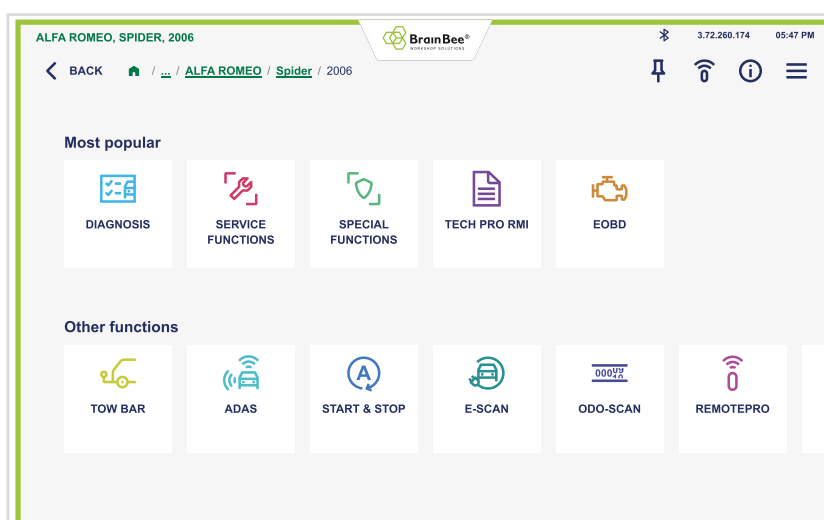 ALFA ROMEO, SPIDER, 2006
BrainBee®
WORKSHOP SOLUTIONS
3.72.260.174 05:47 PM
BACK / ... / ALFA ROMEO / Spider / 2006
Most popular
DIAGNOSIS
SERVICE
FUNCTIONS
SPECIAL
FUNCTIONS
TECH PRO RMI
EOBD
Other functions
TOW BAR
ADAS
A
START & STOP
E-SCAN
ODO-SCAN
REMOTEPRO